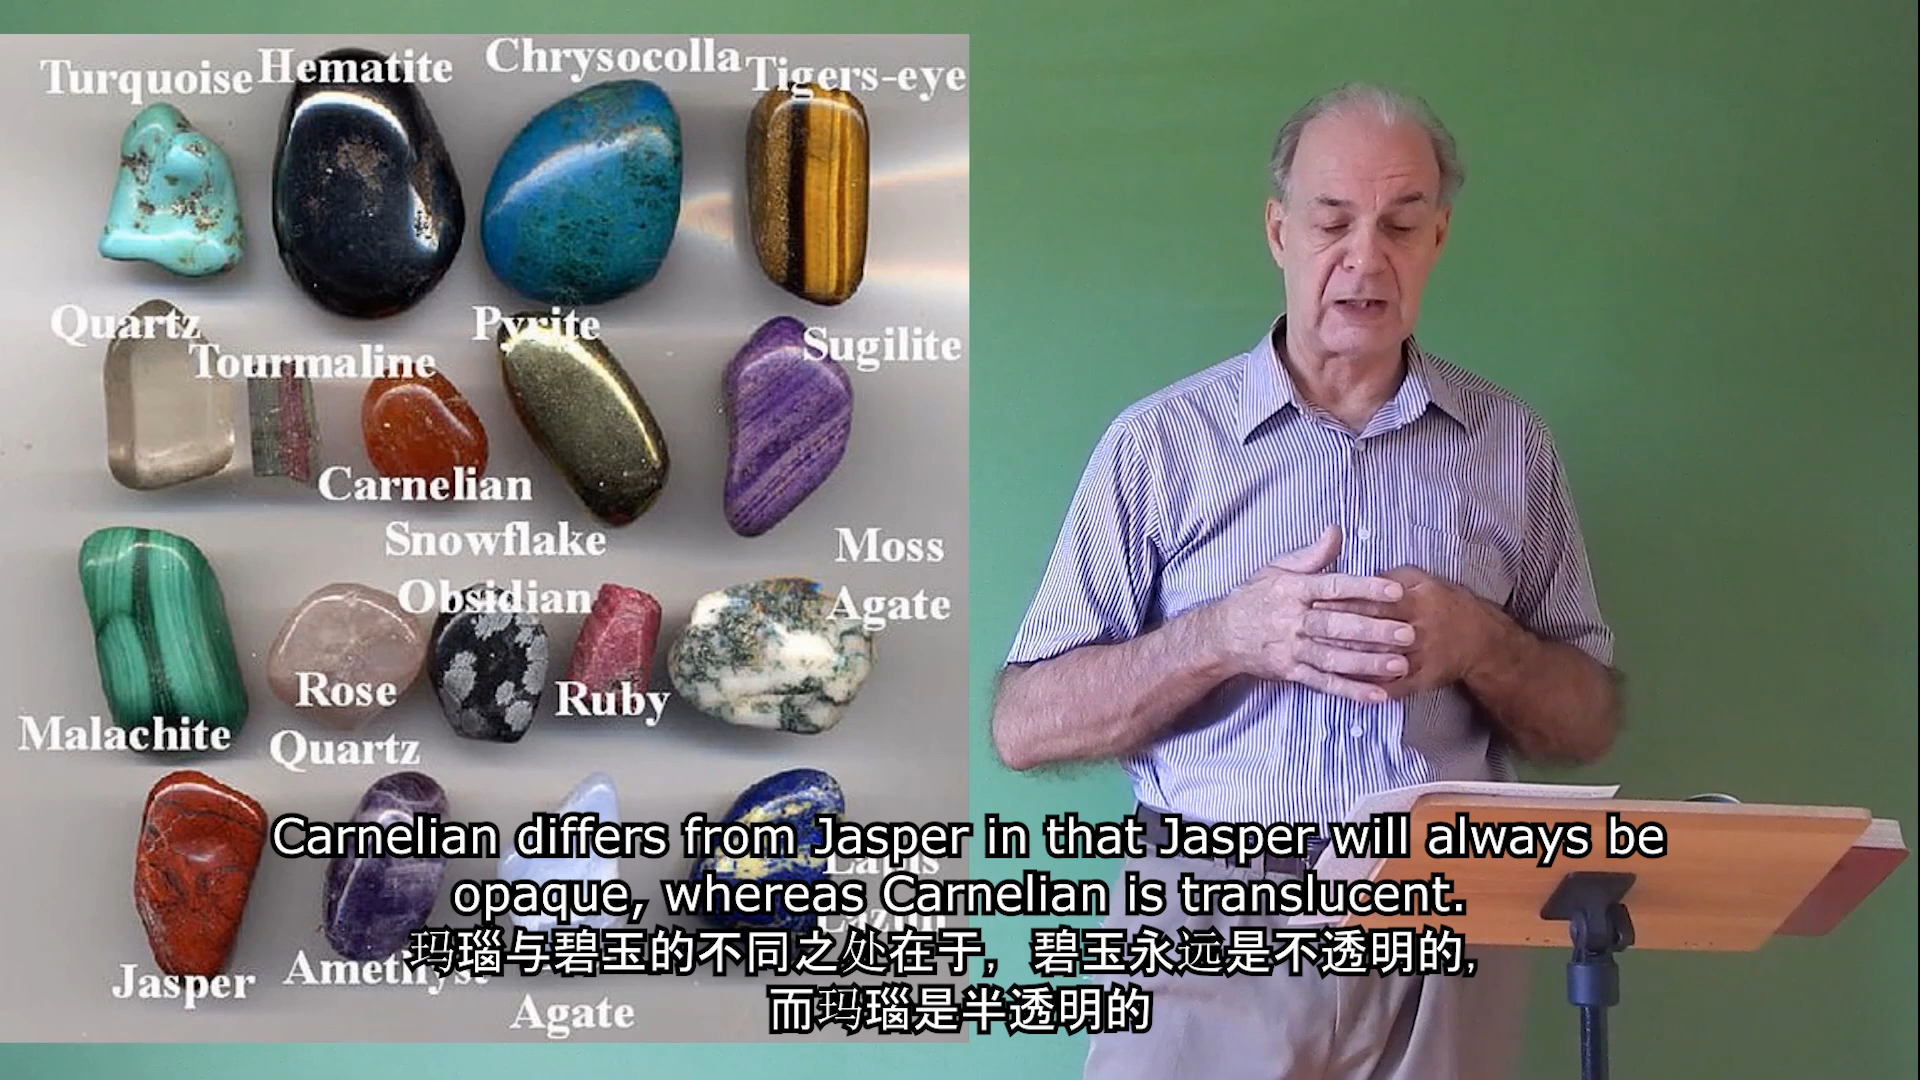 Turquoise
Hematite
Chrysocolla
Tigers-eye
Quartz
Tourmaline
Pyrite
Sugilite
Carnelian
Snowflake
Obsidian
Moss
Agate
Malachite
Rose
Quartz
Ruby
Jasper
Amethyst
Agate
Lapis
Lazuli
Carnelian differs from Jasper in that Jasper will always be
opaque, whereas Carnelian is translucent.
玛瑙与碧玉的不同之处在于，碧玉永远是不透明的,
而玛瑙是半透明的